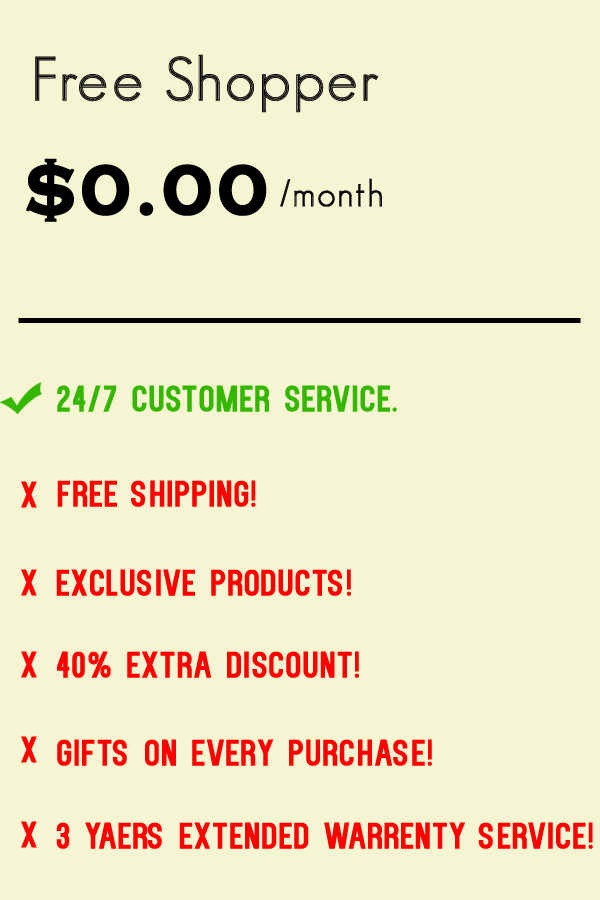 Free Shopper
$0.00 /month
24/7 CUSTOMER SERVICE.
X FREE SHIPPING!
X EXCLUSIVE PRODUCTS!
X 40% EXTRA DISCOUNT!
X GIFTS ON EVERY PURCHASE!
X 3 YAERS EXTENDED WARRENTY SERVICE!